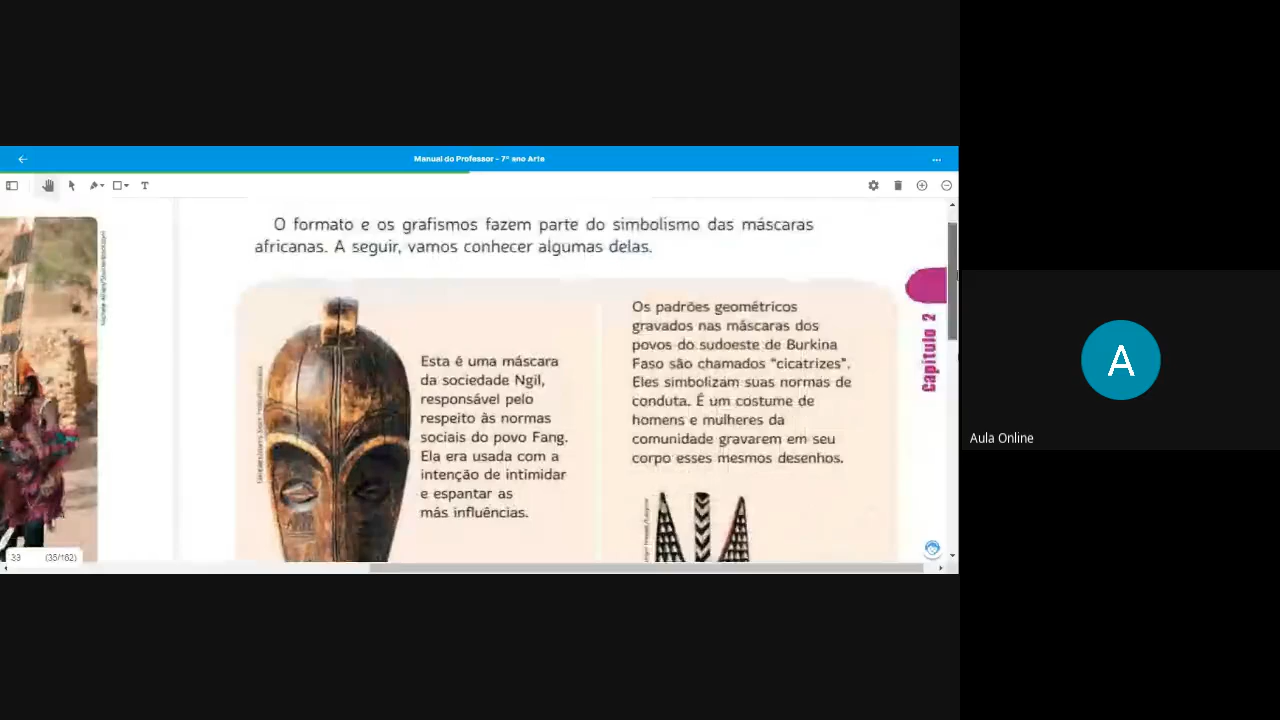 Manual do Professor - 7º ano Arte
T
O formato e os grafismos fazem parte do simbolismo das máscaras
africanas. A seguir, vamos conhecer algumas delas.
Esta é uma máscara
da sociedade Ngil,
responsável pelo
respeito às normas
sociais do povo Fang.
Ela era usada com a
intenção de intimidar
e espantar as
más influências.
Os padrões geométricos
gravados nas máscaras dos
povos do sudoeste de Burkina
Faso são chamados “cicatrizes”.
Eles simbolizam suas normas de
conduta. É um costume de
homens e mulheres da
comunidade gravarem em seu
corpo esses mesmos desenhos.
Capítulo 2
33 (35/162)
A
Aula Online